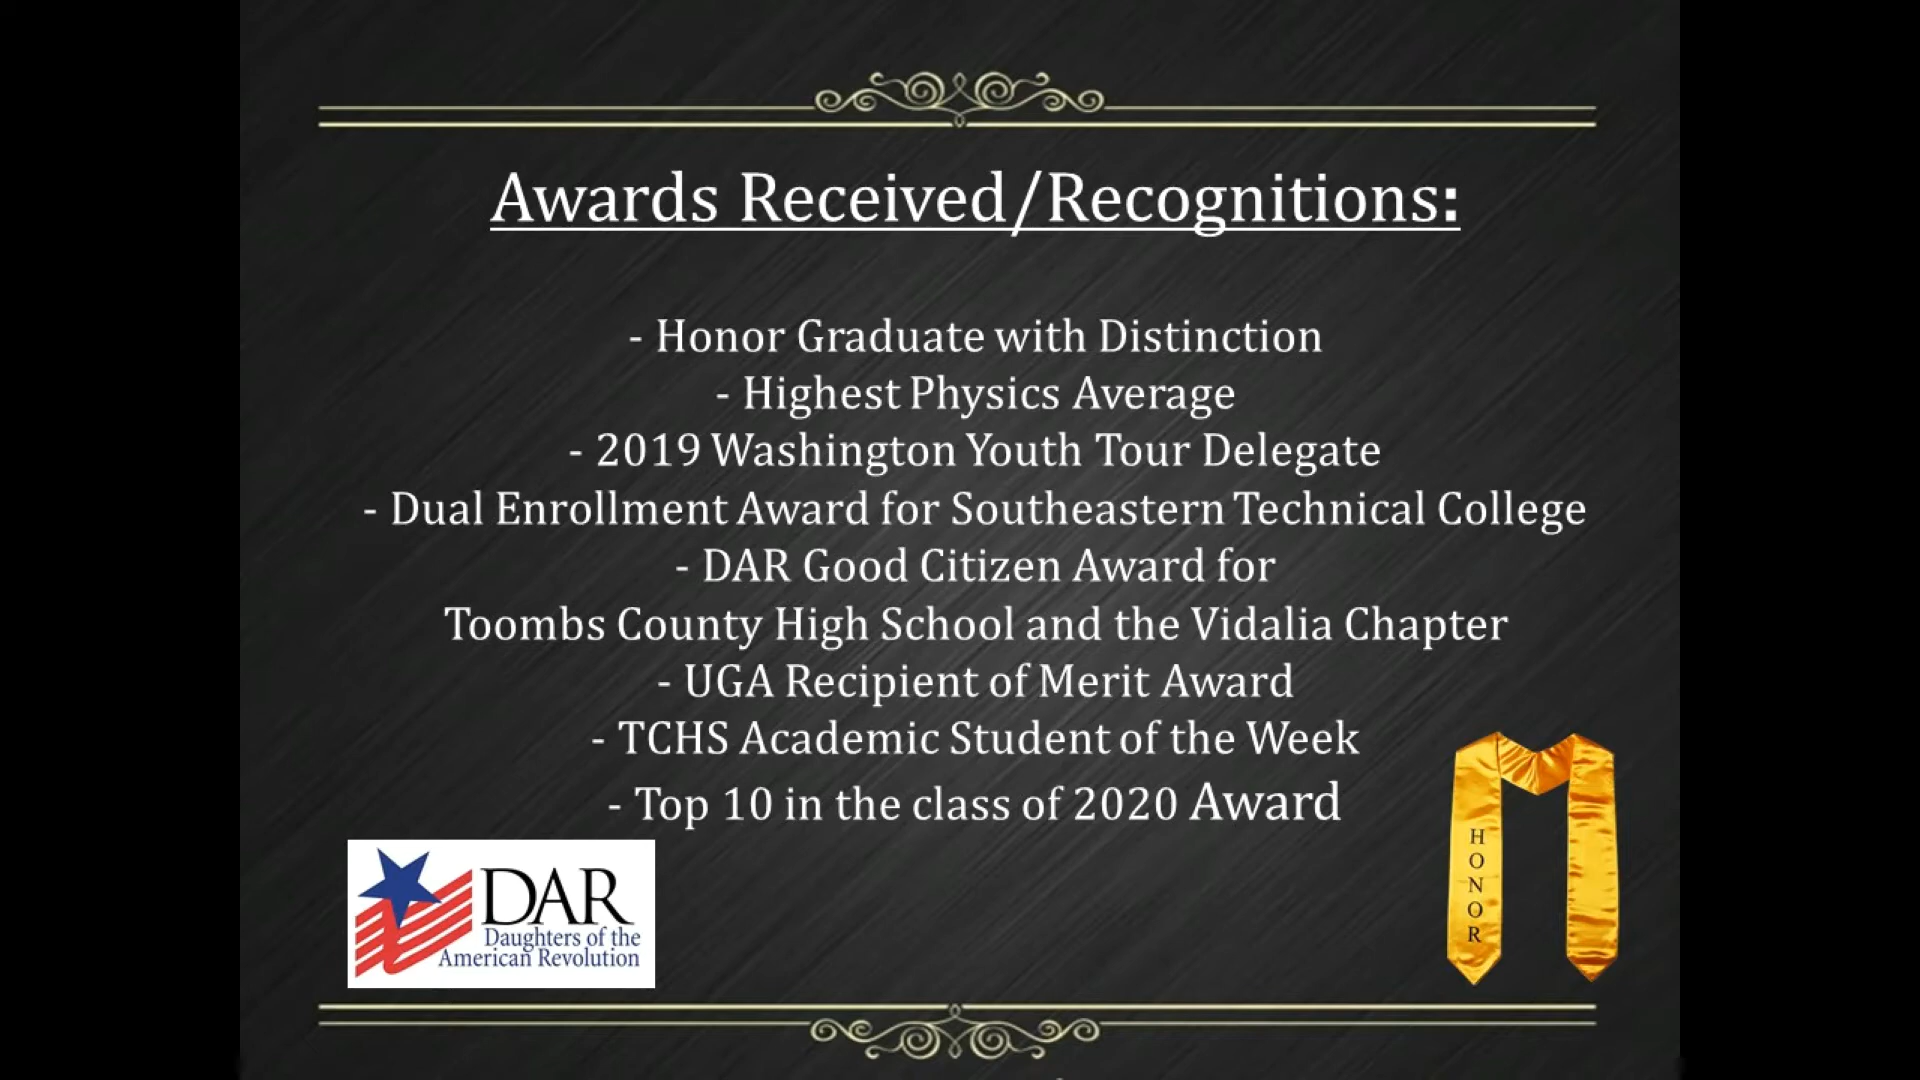 Awards Received/Recognitions:
- Honor Graduate with Distinction
- Highest Physics Average
- 2019 Washington Youth Tour Delegate
- Dual Enrollment Award for Southeastern Technical College
- DAR Good Citizen Award for
Toombs County High School and the Vidalia Chapter
- UGA Recipient of Merit Award
- TCHS Academic Student of the Week
- Top 10 in the class of 2020 Award
DAR
Daughters of the
American Revolution
HONOR